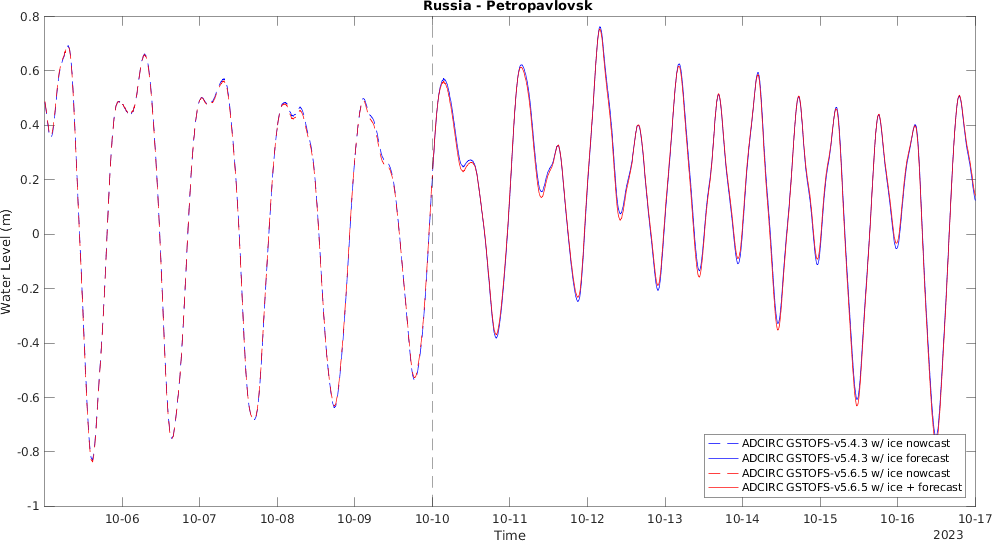 Russia - Petropavlovsk
0.8
0.6
0.4
0.2
0
-0.2
-0.4
-0.6
-0.8
-1
Water Level (m)
ADCIRC GSTOFS-v5.4.3 w/ ice nowcast
ADCIRC GSTOFS-v5.4.3 w/ ice forecast
ADCIRC GSTOFS-v5.6.5 w/ ice nowcast
ADCIRC GSTOFS-v5.6.5 w/ ice + forecast
10-06 10-07 10-08 10-09 10-10 10-11 10-12 10-13 10-14 10-15 10-16 10-17
Time
2023